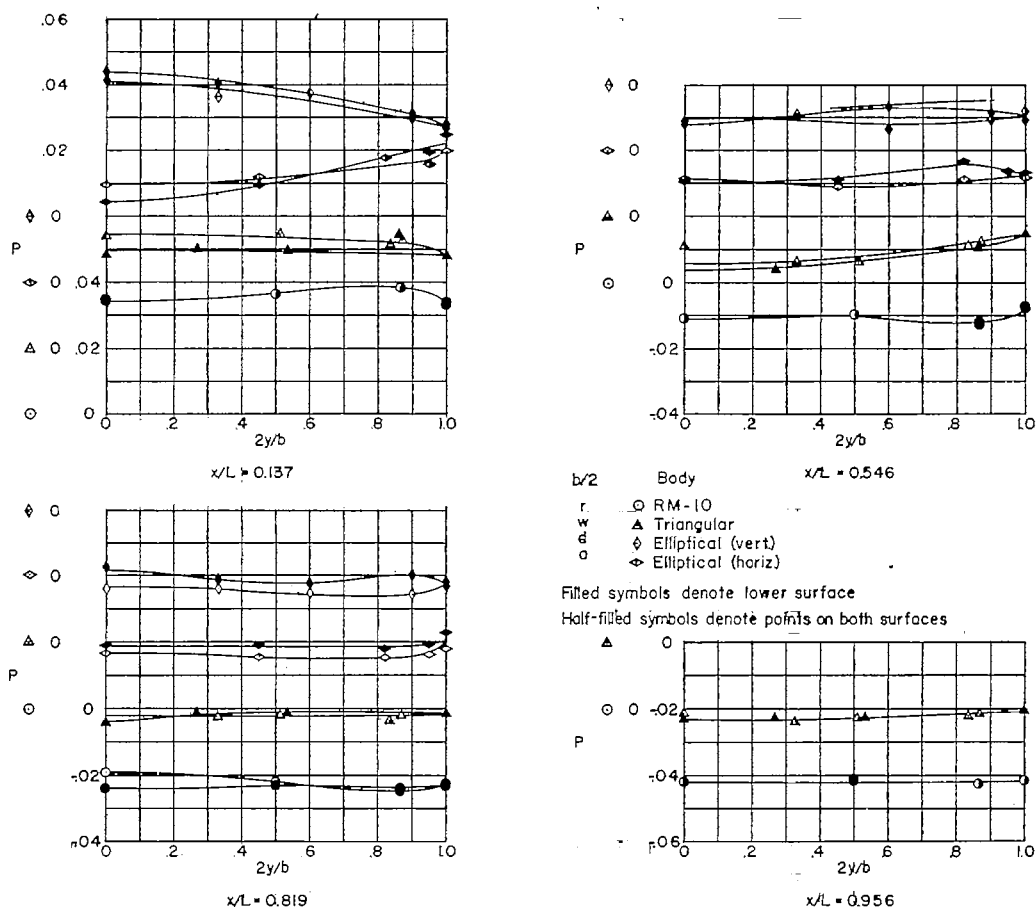 .06
.04
.02
0
P
0 .04
0 .02
0
0 .2 .4 .6 .8 1.0
2y/b
x/L = 0.137
0
0
0
0
-.02
-.04
0 .2 .4 .6 .8 1.0
2y/b
x/L = 0.546
b/2 Body
r RM-10
w Triangular
d Elliptical (vert.)
a Elliptical (horiz.)
Filled symbols denote lower surface
Half-filled symbols denote points on both surfaces
0
0
0
P
0 0
-.02
-.04
0 .2 .4 .6 .8 1.0
2y/b
x/L = 0.819
0
0 -.02
P
-.04
-.06
0 .2 .4 .6 .8 1.0
2y/b
x/L = 0.956